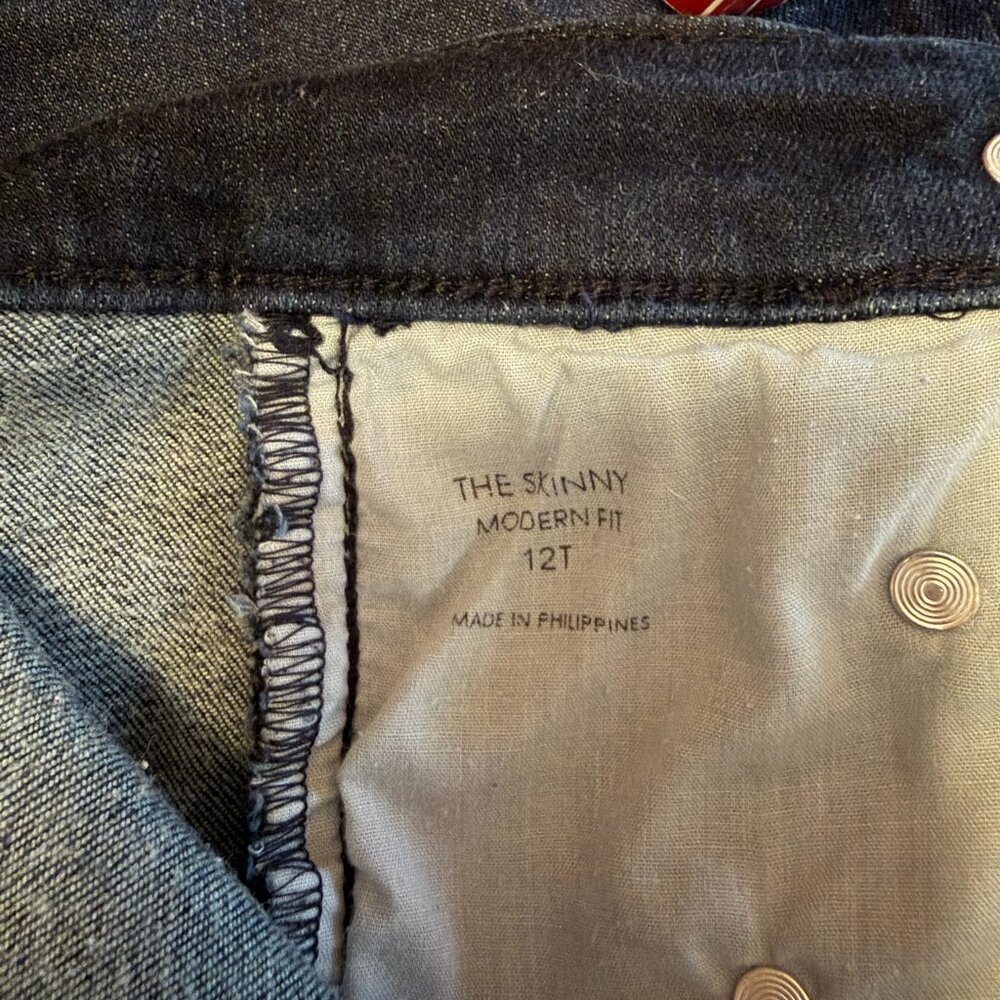 THE SKINNY
MODERN FIT
12T
MADE IN PHILIPPINES